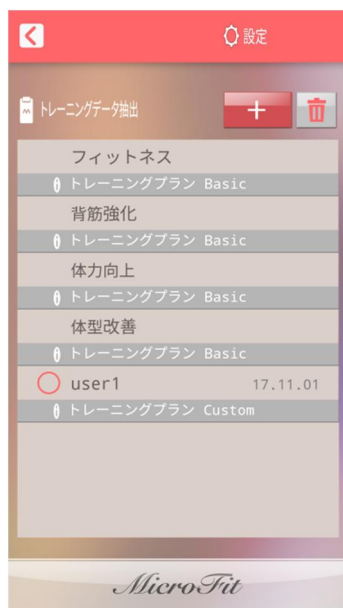 設定
トレーニングデータ抽出
フィットネス
トレーニングプラン Basic
背筋強化
トレーニングプラン Basic
体力向上
トレーニングプラン Basic
体型改善
トレーニングプラン Basic
user1 17.11.01
トレーニングプラン Custom
MicroFit